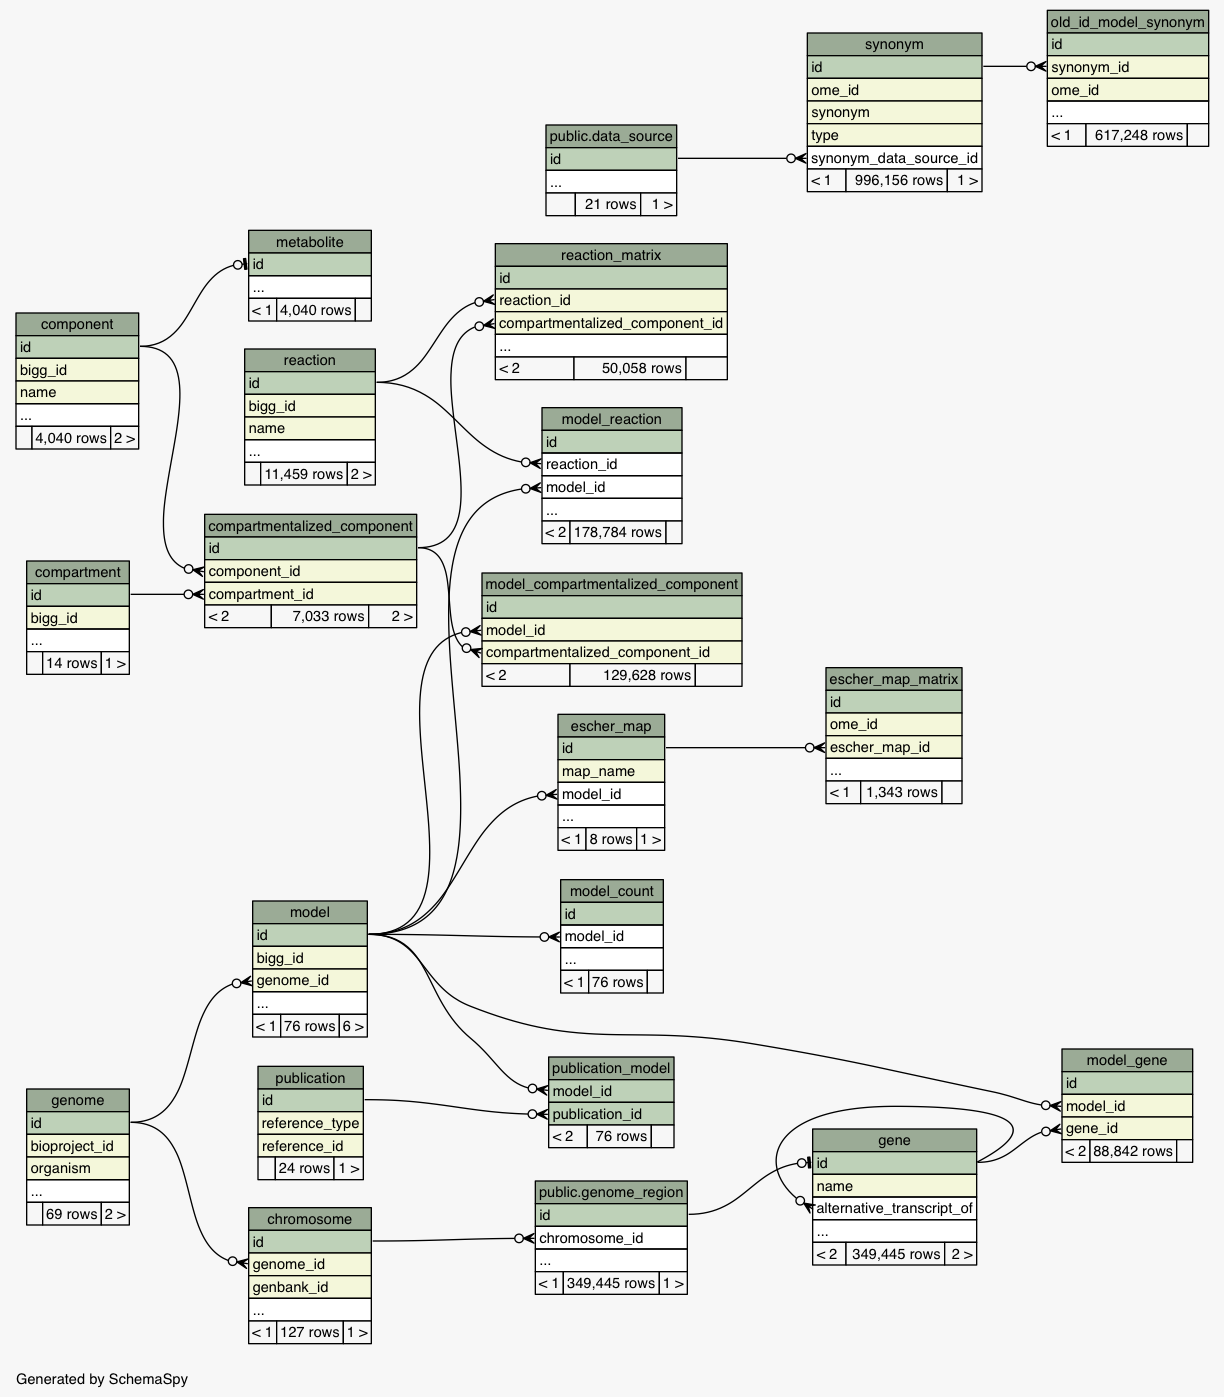 old_id_model_synonym
id
synonym_id
ome_id
...
< 1 617,248 rows
synonym
id
ome_id
synonym
type
synonym_data_source_id
< 1 996,156 rows 1 >
public.data_source
id
...
21 rows 1 >
metabolite
id
...
< 1 4,040 rows
reaction_matrix
id
reaction_id
compartmentalized_component_id
...
< 2 50,058 rows
component
id
bigg_id
name
...
4,040 rows 2 >
reaction
id
bigg_id
name
...
11,459 rows 2 >
model_reaction
id
reaction_id
model_id
...
< 2 178,784 rows
compartmentalized_component
id
component_id
compartment_id
< 2 7,033 rows 2 >
compartment
id
bigg_id
...
14 rows 1 >
model_compartmentalized_component
id
model_id
compartmentalized_component_id
< 2 129,628 rows
escher_map_matrix
id
ome_id
escher_map_id
...
< 1 1,343 rows
escher_map
id
map_name
model_id
...
< 1 8 rows 1 >
model_count
id
model_id
...
< 1 76 rows
model
id
bigg_id
genome_id
...
< 1 76 rows 6 >
publication_model
model_id
publication_id
< 2 76 rows
model_gene
id
model_id
gene_id
< 2 88,842 rows
publication
id
reference_type
reference_id
24 rows 1 >
genome
id
bioproject_id
organism
...
69 rows 2 >
gene
id
name
alternative_transcript_of
...
< 2 349,445 rows 2 >
public.genome_region
id
chromosome_id
...
< 1 349,445 rows 1 >
chromosome
id
genome_id
genbank_id
...
< 1 127 rows 1 >
Generated by SchemaSpy